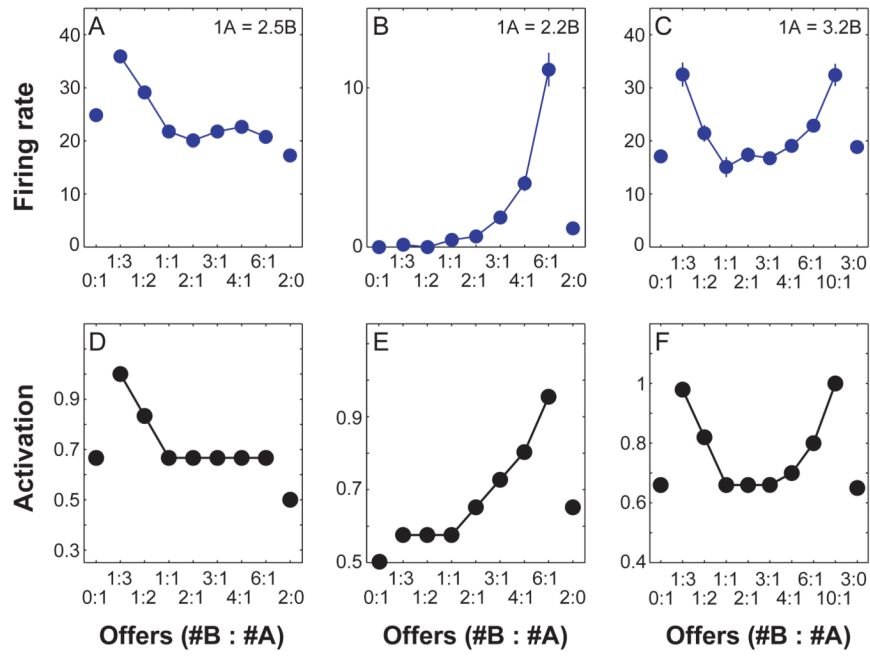 A
1A = 2.5B
B
1A = 2.2B
C
1A = 3.2B
Firing rate
40
30
20
10
0
10
0
40
30
20
10
0
1:3 1:1 3:1 6:1
0:1 1:2 2:1 4:1 2:0
1:3 1:1 3:1 6:1
0:1 1:2 2:1 4:1 2:0
1:3 1:1 3:1 6:1 3:0
0:1 1:2 2:1 4:1 10:1
D
E
F
Activation
0.9
0.7
0.5
0.3
0.9
0.7
0.5
1
0.8
0.6
0.4
1:3 1:1 3:1 6:1
0:1 1:2 2:1 4:1 2:0
1:3 1:1 3:1 6:1
0:1 1:2 2:1 4:1 2:0
1:3 1:1 3:1 6:1 3:0
0:1 1:2 2:1 4:1 10:1
Offers (#B : #A)
Offers (#B : #A)
Offers (#B : #A)